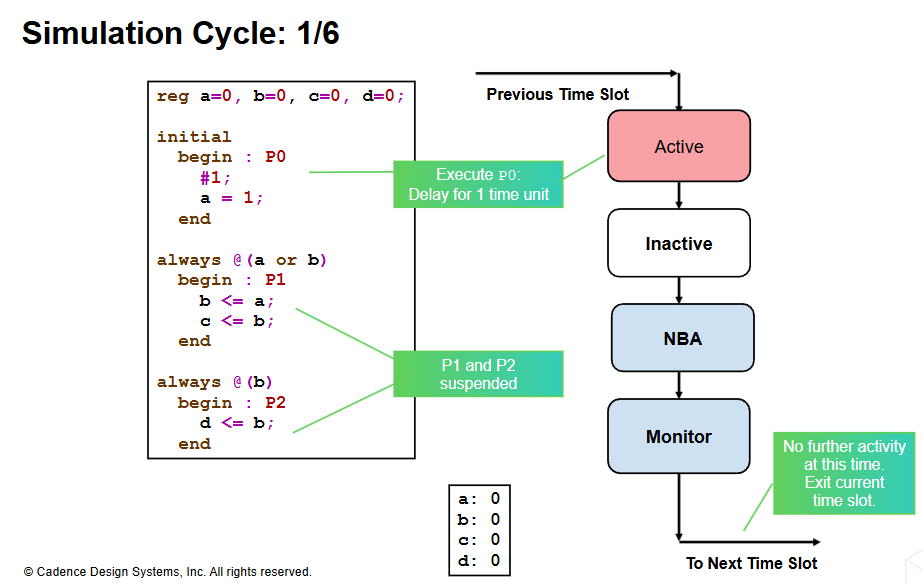 Simulation Cycle: 1/6
reg a=0, b=0, c=0, d=0;
initial
begin : P0
#1;
a = 1;
end
always @(a or b)
begin : P1
b <= a;
c <= b;
end
always @(b)
begin : P2
d <= b;
end
Execute P0:
Delay for 1 time unit
P1 and P2
suspended
a: 0
b: 0
c: 0
d: 0
Previous Time Slot
Active
Inactive
NBA
Monitor
No further activity
at this time.
Exit current
time slot.
To Next Time Slot
© Cadence Design Systems, Inc. All rights reserved.